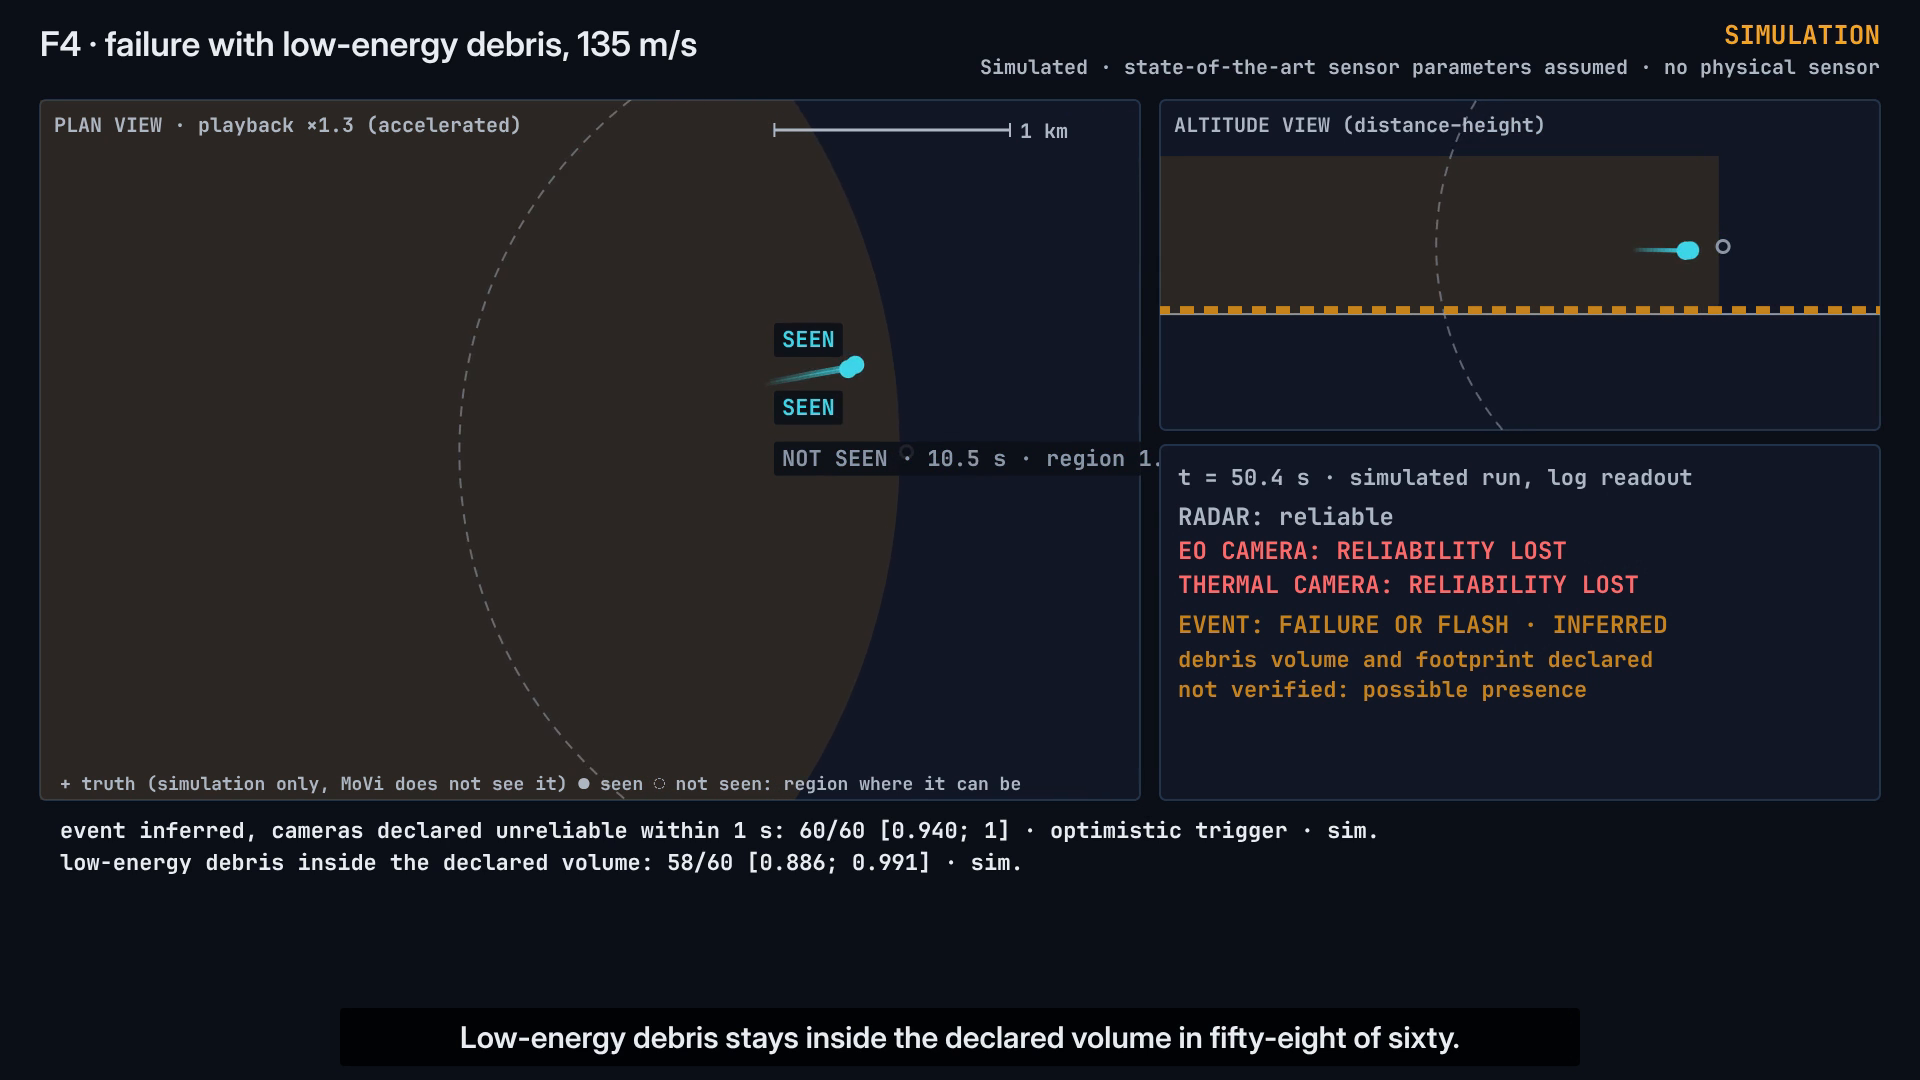 F4 · failure with low-energy debris, 135 m/s
SIMULATION
Simulated · state-of-the-art sensor parameters assumed · no physical sensor
PLAN VIEW · playback ×1.3 (accelerated)
1 km
SEEN
SEEN
NOT SEEN · 10.5 s · region 1.
+ truth (simulation only, MoVi does not see it) ● seen ◌ not seen: region where it can be
ALTITUDE VIEW (distance-height)
t = 50.4 s · simulated run, log readout
RADAR: reliable
EO CAMERA: RELIABILITY LOST
THERMAL CAMERA: RELIABILITY LOST
EVENT: FAILURE OR FLASH · INFERRED
debris volume and footprint declared
not verified: possible presence
event inferred, cameras declared unreliable within 1 s: 60/60 [0.940; 1] · optimistic trigger · sim.
low-energy debris inside the declared volume: 58/60 [0.886; 0.991] · sim.
Low-energy debris stays inside the declared volume in fifty-eight of sixty.